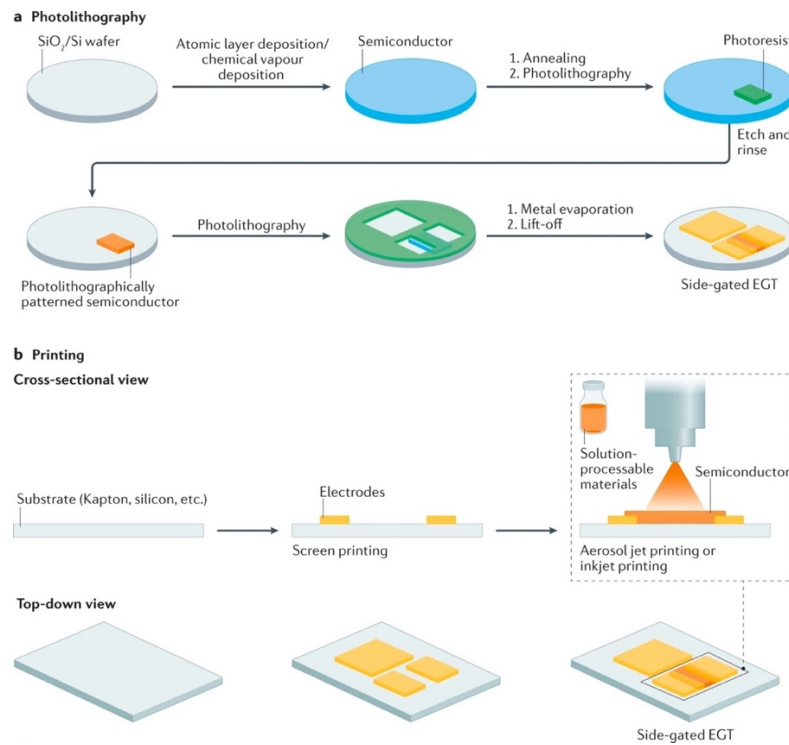 a Photolithography
SiO₂/Si wafer
Atomic layer deposition/
chemical vapour
deposition
Semiconductor
1. Annealing
2. Photolithography
Photoresist
Etch and
rinse
Photolithographically
patterned semiconductor
Photolithography
1. Metal evaporation
2. Lift-off
Side-gated EGT
b Printing
Cross-sectional view
Substrate (Kapton, silicon, etc.)
Electrodes
Screen printing
Solution-
processable
materials
Semiconductor
Aerosol jet printing or
inkjet printing
Top-down view
Side-gated EGT